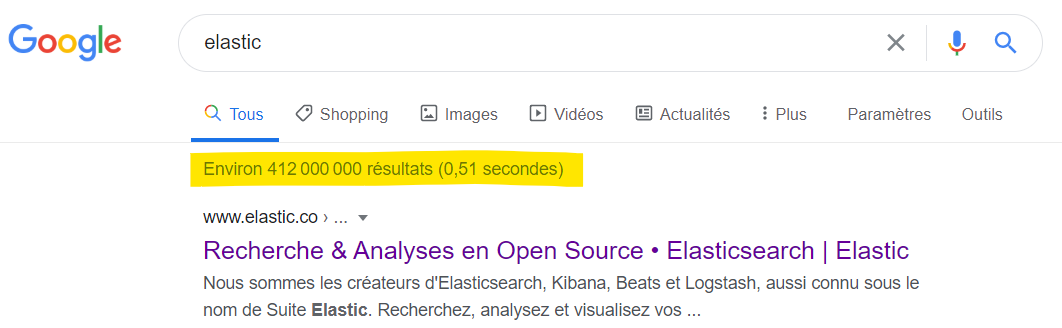 Google
elastic
Tous Shopping Images Vidéos Actualités Plus Paramètres Outils
Environ 412 000 000 résultats (0,51 secondes)
www.elastic.co › ...
Recherche & Analyses en Open Source • Elasticsearch | Elastic
Nous sommes les créateurs d'Elasticsearch, Kibana, Beats et Logstash, aussi connu sous le
nom de Suite Elastic. Recherchez, analysez et visualisez vos ...